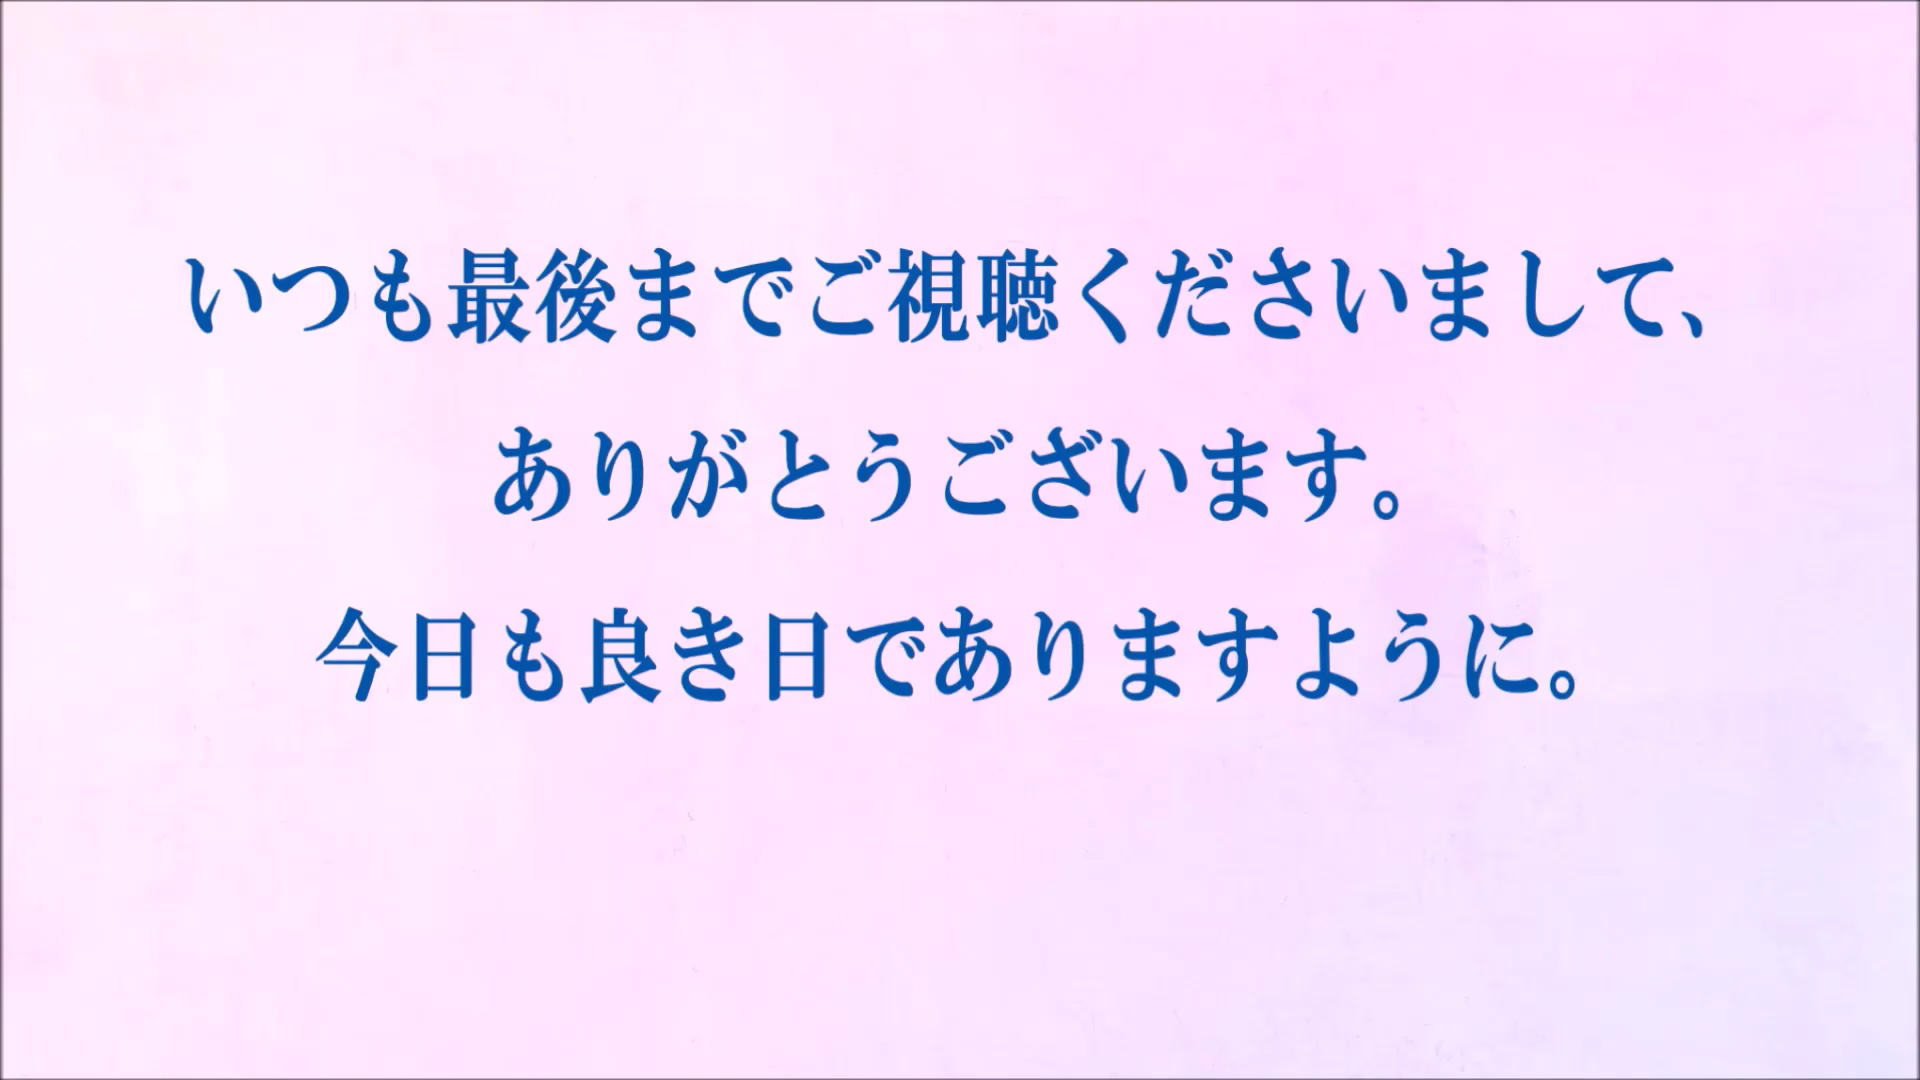 いつも最後までご視聴くださいまして、
ありがとうございます。
今日も良き日でありますように。